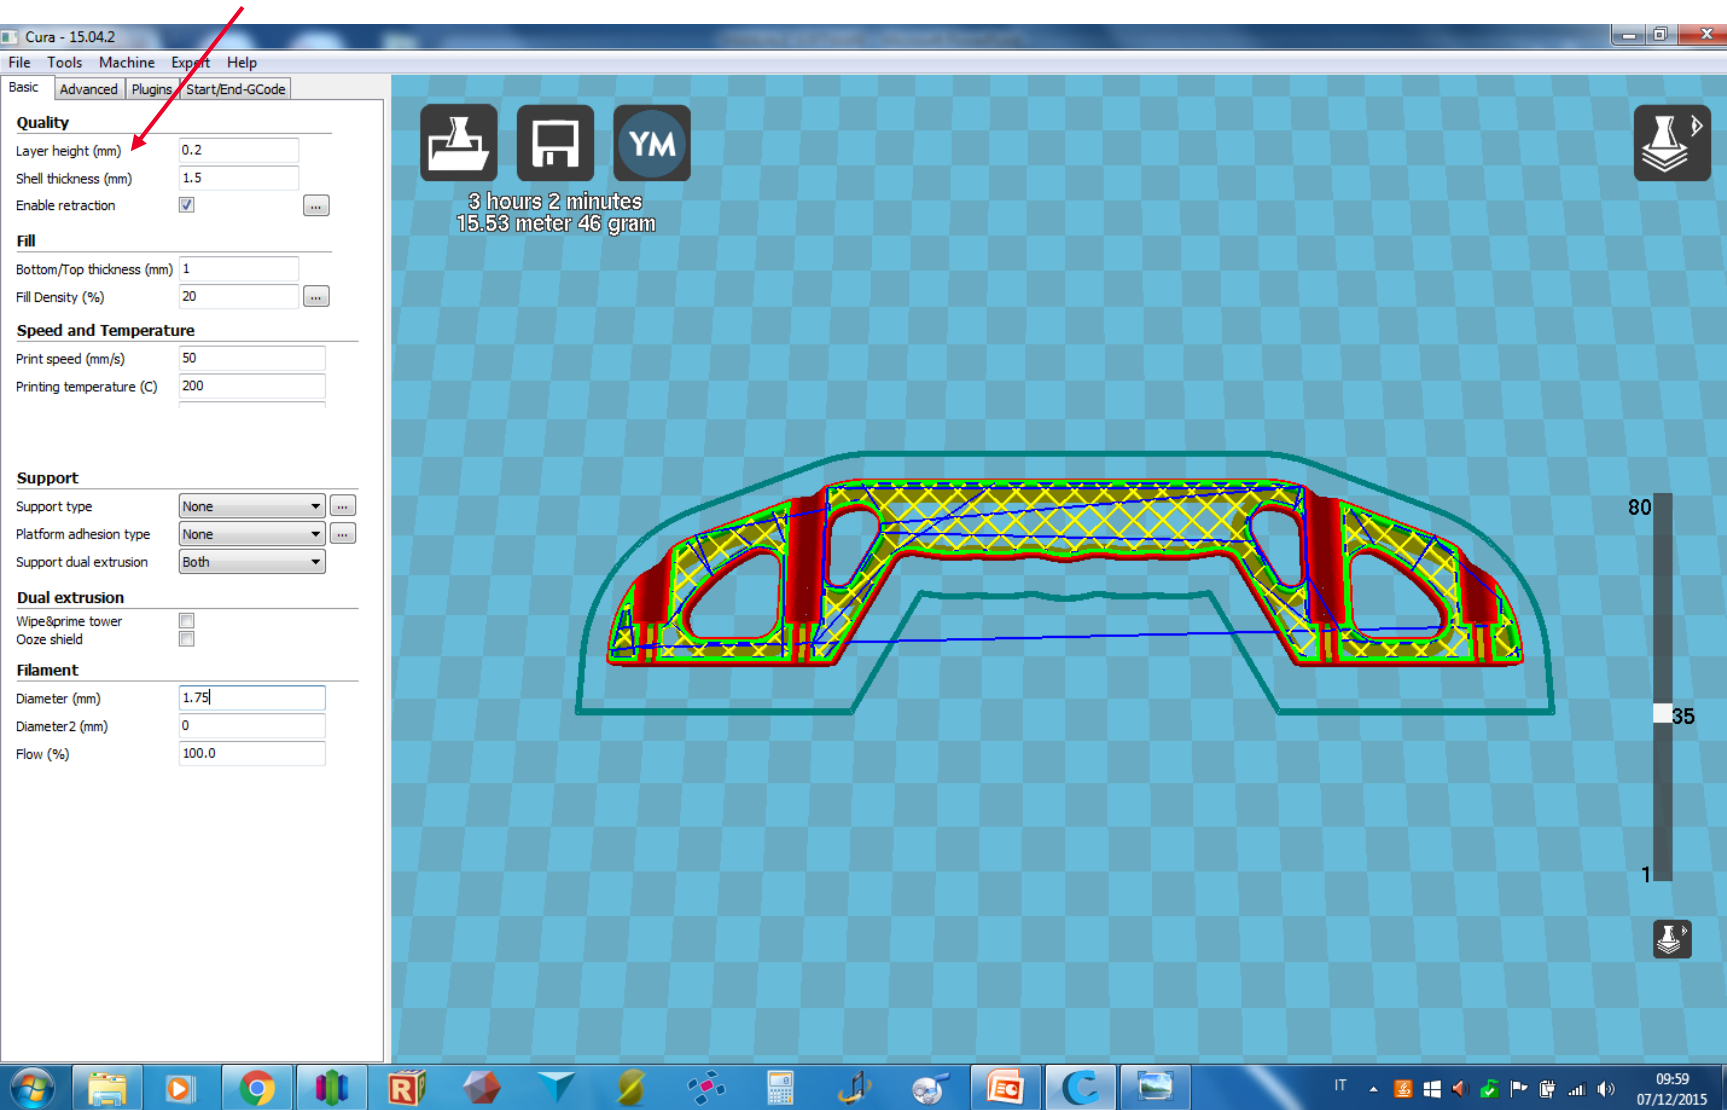 Cura - 15.04.2
File Tools Machine Expert Help
Basic Advanced Plugins Start/End-GCode
Quality
Layer height (mm) 0.2
Shell thickness (mm) 1.5
Enable retraction ...
Fill
Bottom/Top thickness (mm) 1
Fill Density (%) 20 ...
Speed and Temperature
Print speed (mm/s) 50
Printing temperature (C) 200
Support
Support type None ...
Platform adhesion type None ...
Support dual extrusion Both
Dual extrusion
Wipe&prime tower
Ooze shield
Filament
Diameter (mm) 1.75
Diameter2 (mm) 0
Flow (%) 100.0
YM
3 hours 2 minutes
15.53 meter 46 gram
80
35
1
IT
09:59
07/12/2015